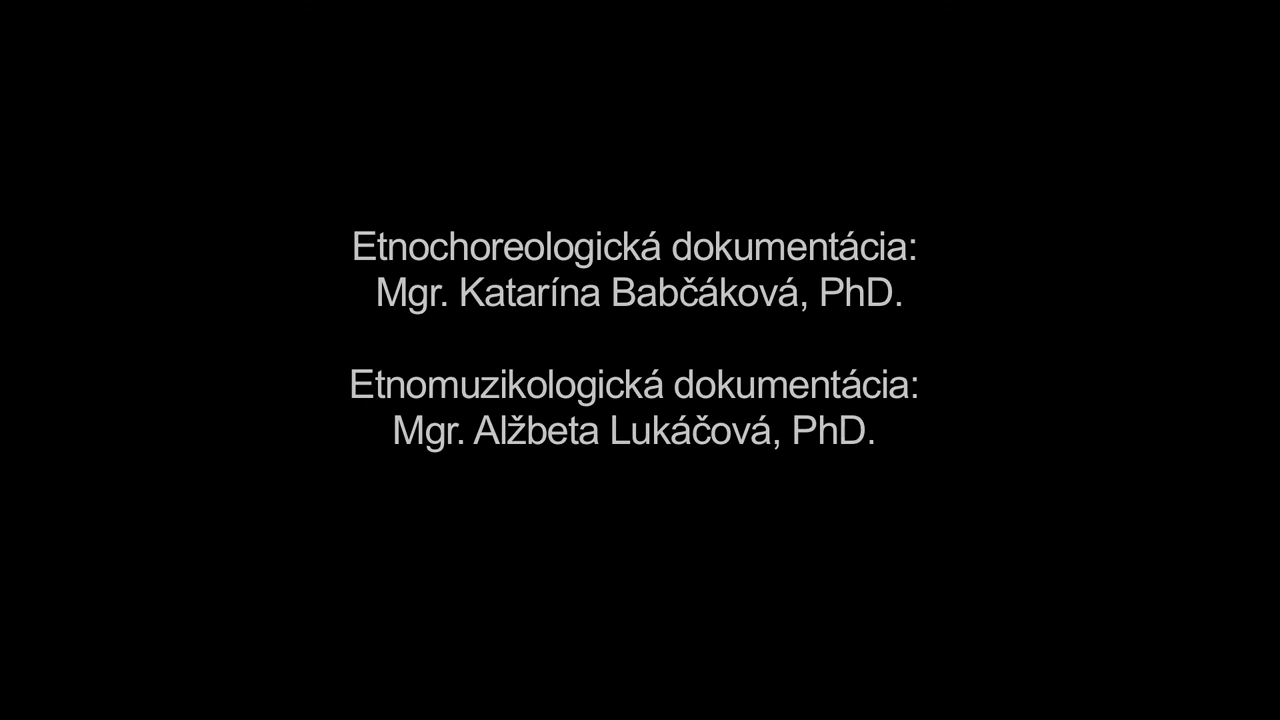 Etnochoreologická dokumentácia:
Mgr. Katarína Babčáková, PhD.
Etnomuzikologická dokumentácia:
Mgr. Alžbeta Lukáčová, PhD.